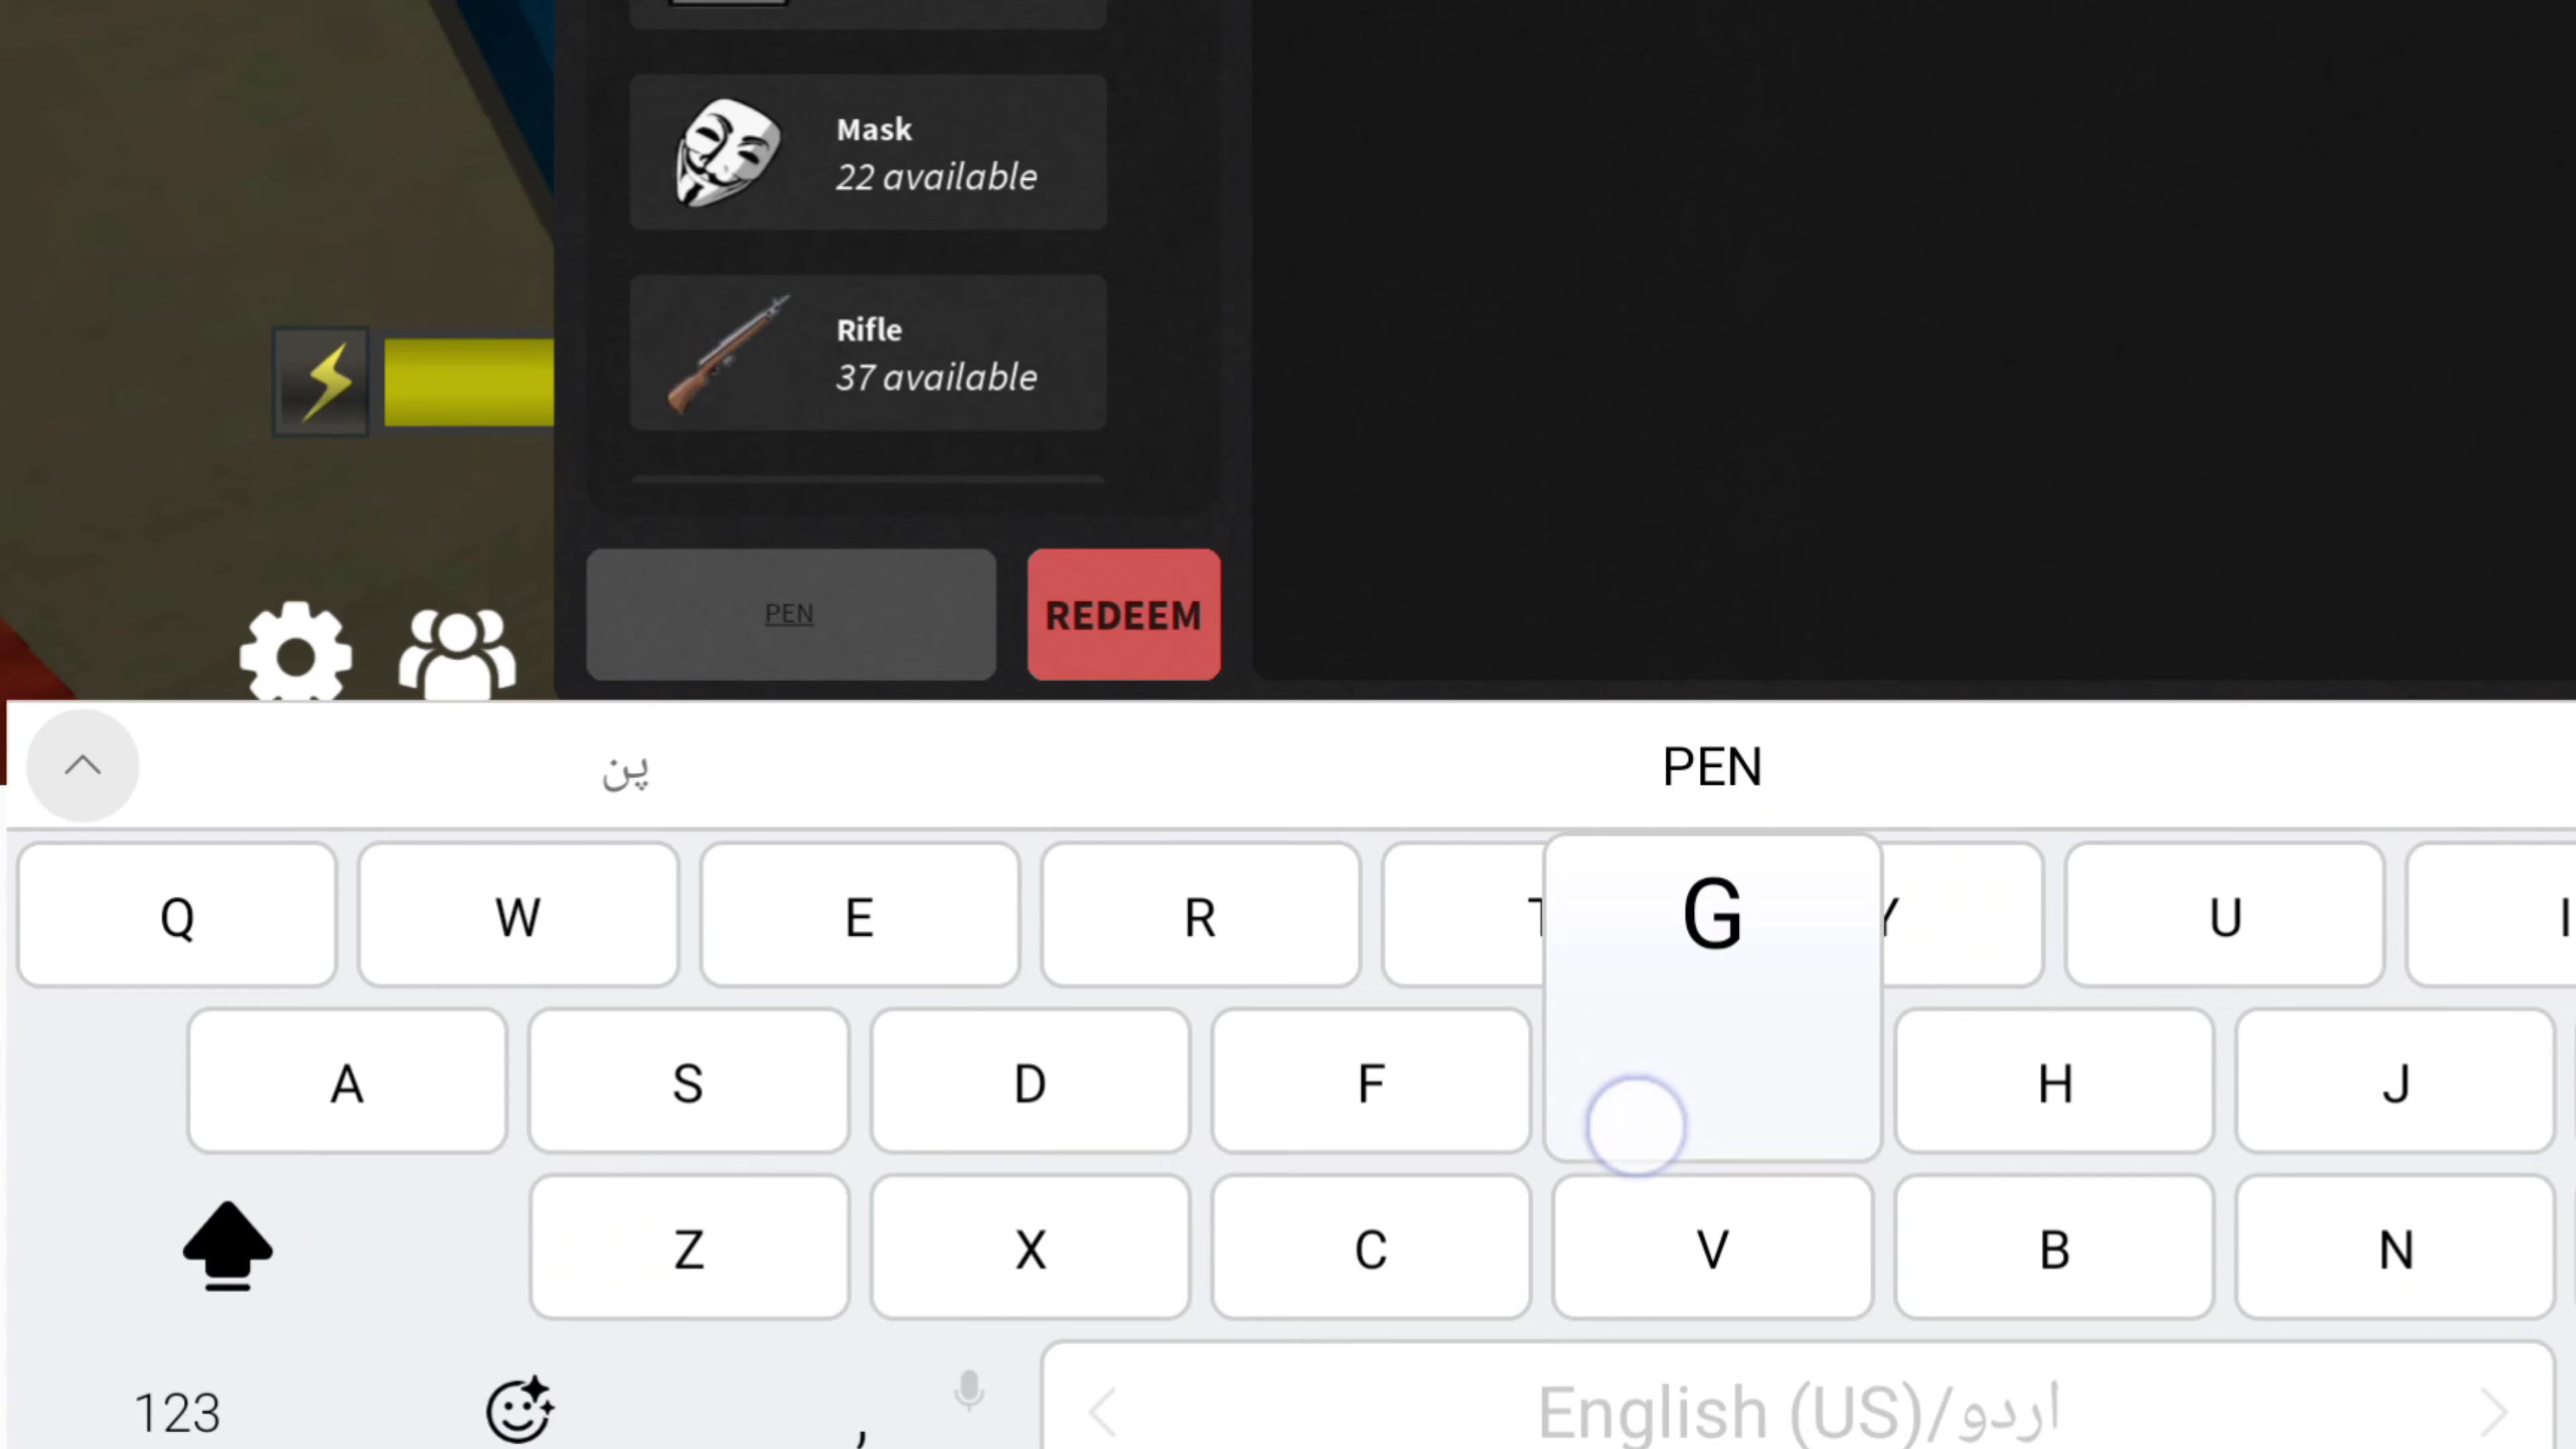 Mask
22 available
Rifle
37 available
PEN
REDEEM
پن
PEN
Q W E R T G Y U I
A S D F H J
Z X C V B N
123 , English (US)/اردو